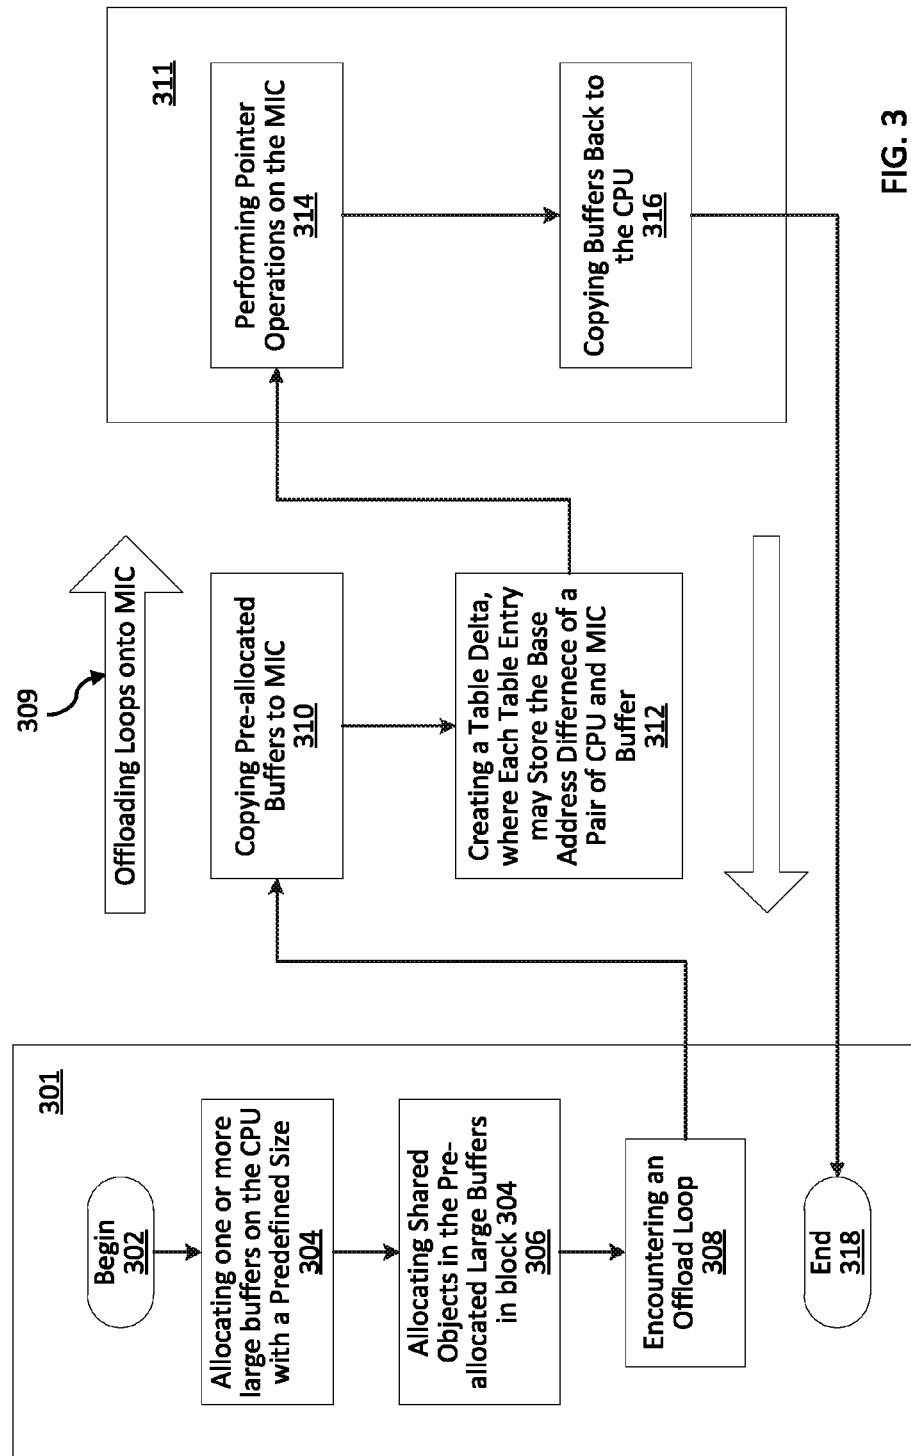 301
Begin
302
Allocating one or more
large buffers on the CPU
with a Predefined Size
304
Allocating Shared
Objects in the Pre-
allocated Large Buffers
in block 304
306
Encountering an
Offload Loop
308
End
318
309
Offloading Loops onto MIC
Copying Pre-allocated
Buffers to MIC
310
Creating a Table Delta,
where Each Table Entry
may Store the Base
Address Differnece of a
Pair of CPU and MIC
Buffer
312
311
Performing Pointer
Operations on the MIC
314
Copying Buffers Back to
the CPU
316
FIG. 3